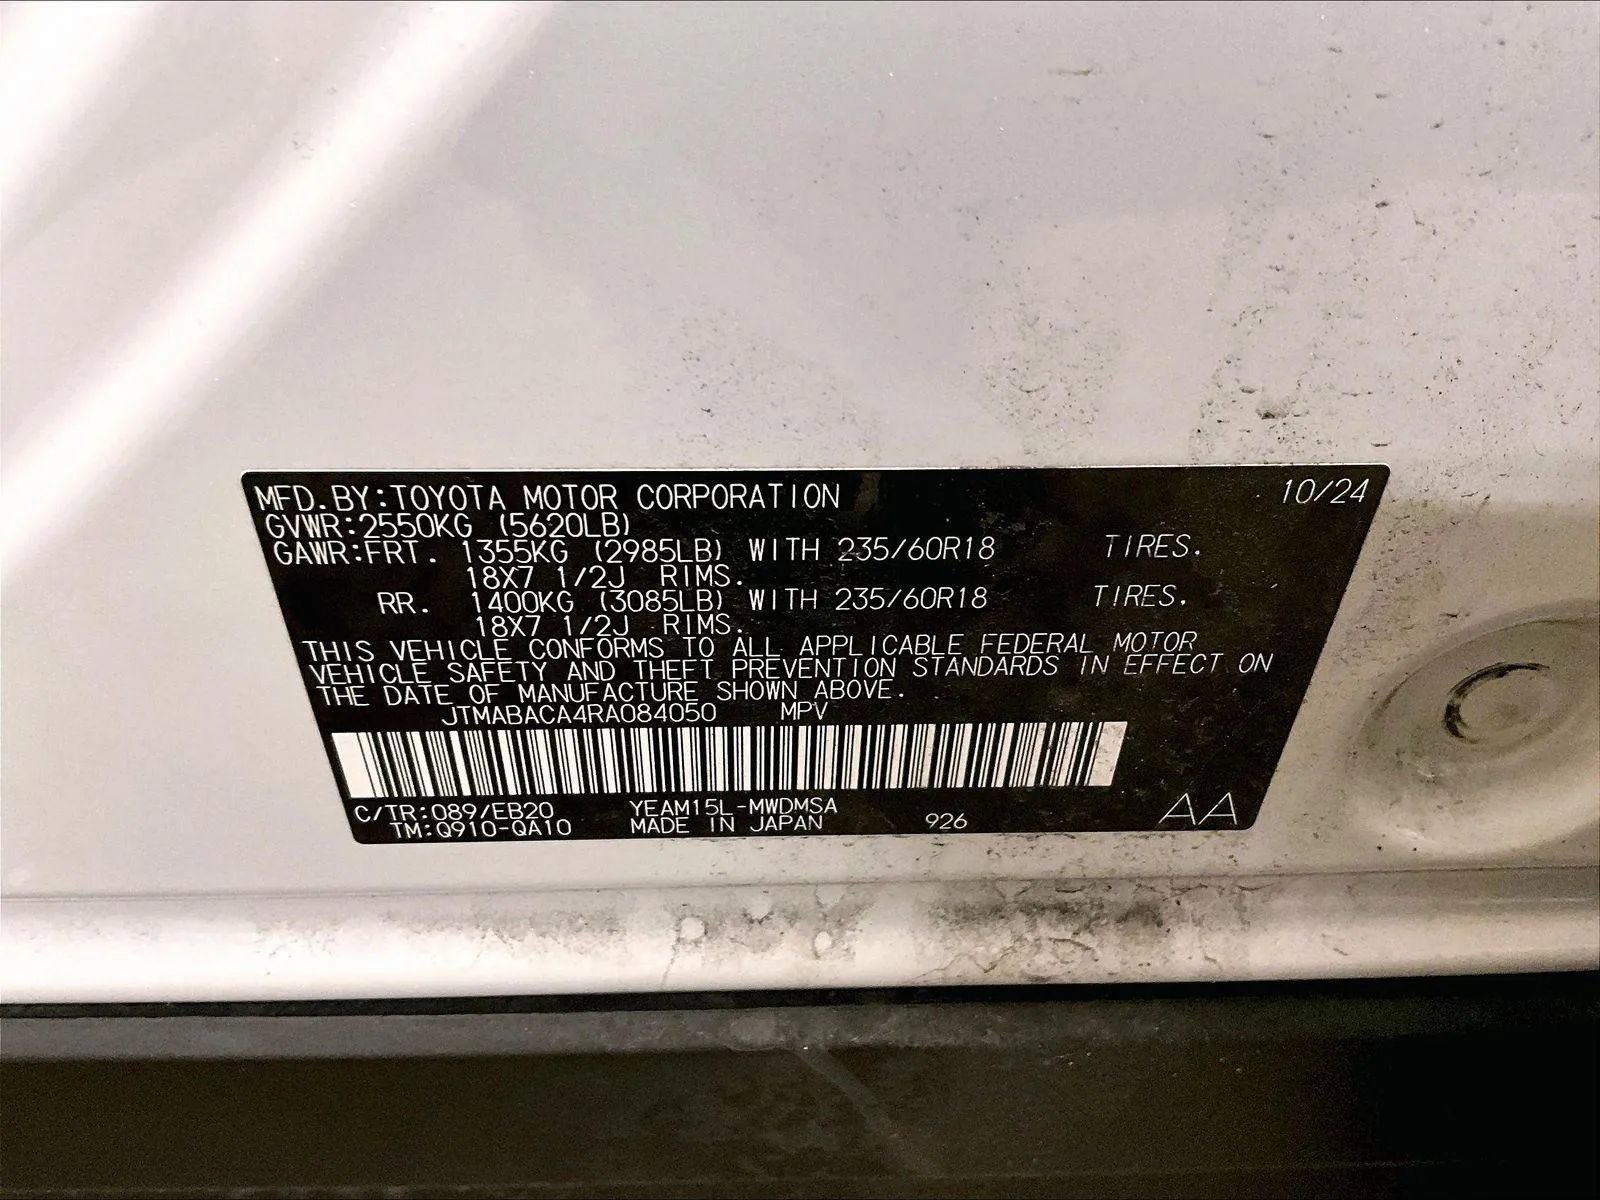 MFD.BY:TOYOTA MOTOR CORPORATION 10/24
GVWR:2550KG (5620LB)
GAWR:FRT. 1355KG (2985LB) WITH 235/60R18 TIRES.
18X7 1/2J RIMS.
RR. 1400KG (3085LB) WITH 235/60R18 TIRES.
18X7 1/2J RIMS.
THIS VEHICLE CONFORMS TO ALL APPLICABLE FEDERAL MOTOR
VEHICLE SAFETY AND THEFT PREVENTION STANDARDS IN EFFECT ON
THE DATE OF MANUFACTURE SHOWN ABOVE.
JTMABACA4RA084050 MPV
C/TR:089/EB20 YEAM15L-MWDMSA
TM:Q910-QA10 MADE IN JAPAN 926 AA